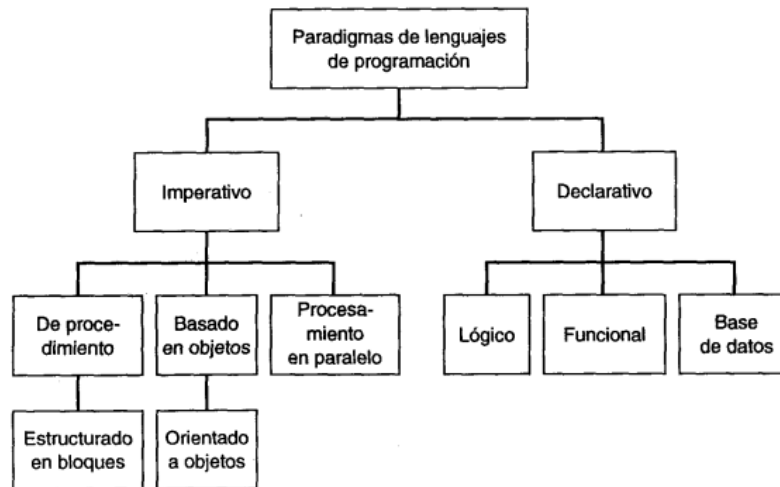 Paradigmas de lenguajes
de programación
Imperativo
Declarativo
De proce-
dimiento
Basado
en objetos
Procesa-
miento
en paralelo
Lógico
Funcional
Base
de datos
Estructurado
en bloques
Orientado
a objetos